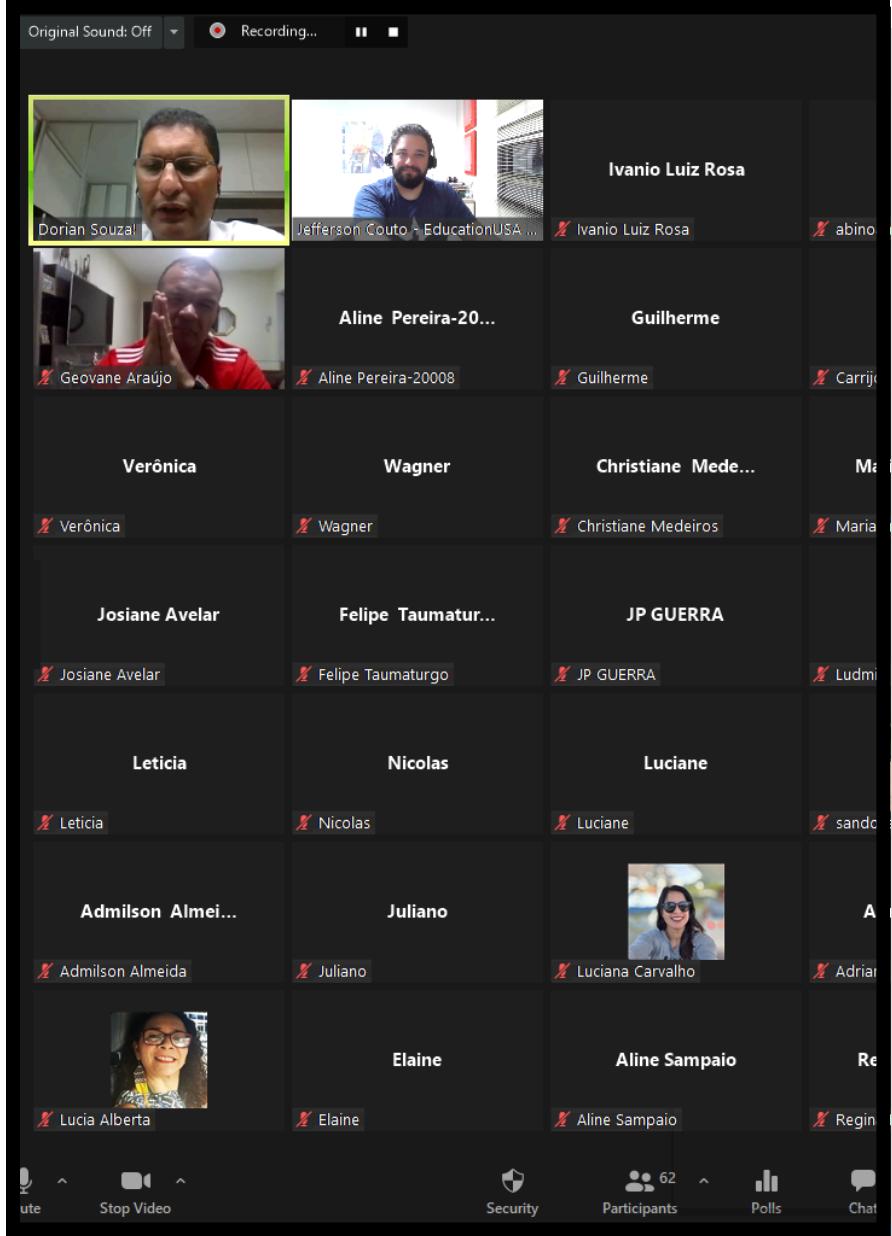 Original Sound: Off
Recording...
Dorian Souza
Jefferson Couto - EducationUSA ...
Ivanio Luiz Rosa
Ivanio Luiz Rosa
abino
Geovane Araújo
Aline Pereira-20...
Aline Pereira-20008
Guilherme
Guilherme
Carrijo
Verônica
Verônica
Wagner
Wagner
Christiane Mede...
Christiane Medeiros
Maria
Josiane Avelar
Josiane Avelar
Felipe Taumatur...
Felipe Taumaturgo
JP GUERRA
JP GUERRA
Ludmi
Leticia
Leticia
Nicolas
Nicolas
Luciane
Luciane
sando
Admilson Almei...
Admilson Almeida
Juliano
Juliano
Luciana Carvalho
A
Adrian
Lucia Alberta
Elaine
Elaine
Aline Sampaio
Aline Sampaio
Re
Regin
ute
Stop Video
Security
62
Participants
Polls
Chat